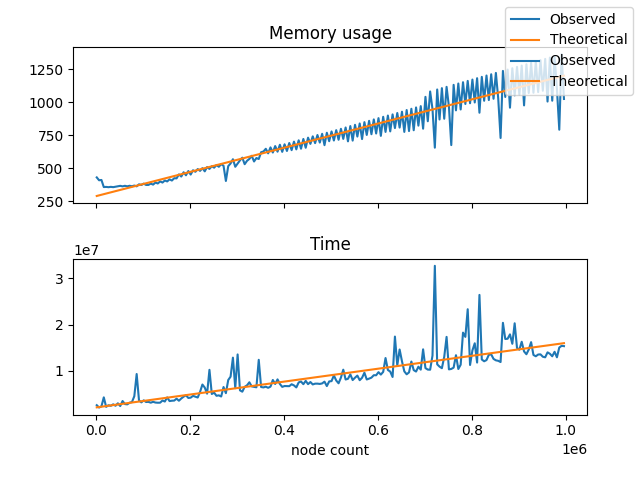 Memory usage
Observed
Theoretical
Observed
Theoretical
1250
1000
750
500
250
Time
1e7
3
2
1
0.0 0.2 0.4 0.6 0.8 1.0
node count
1e6